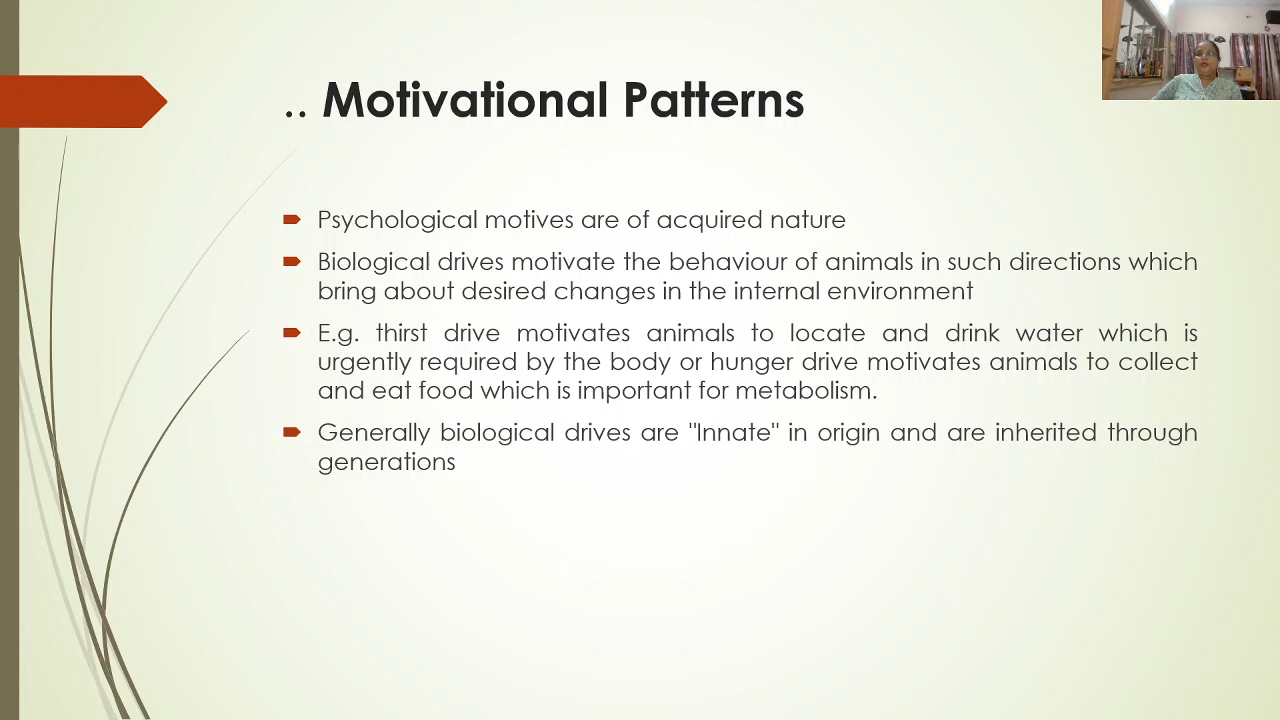 .. Motivational Patterns
Psychological motives are of acquired nature
Biological drives motivate the behaviour of animals in such directions which
bring about desired changes in the internal environment
E.g. thirst drive motivates animals to locate and drink water which is
urgently required by the body or hunger drive motivates animals to collect
and eat food which is important for metabolism.
Generally biological drives are "Innate" in origin and are inherited through
generations